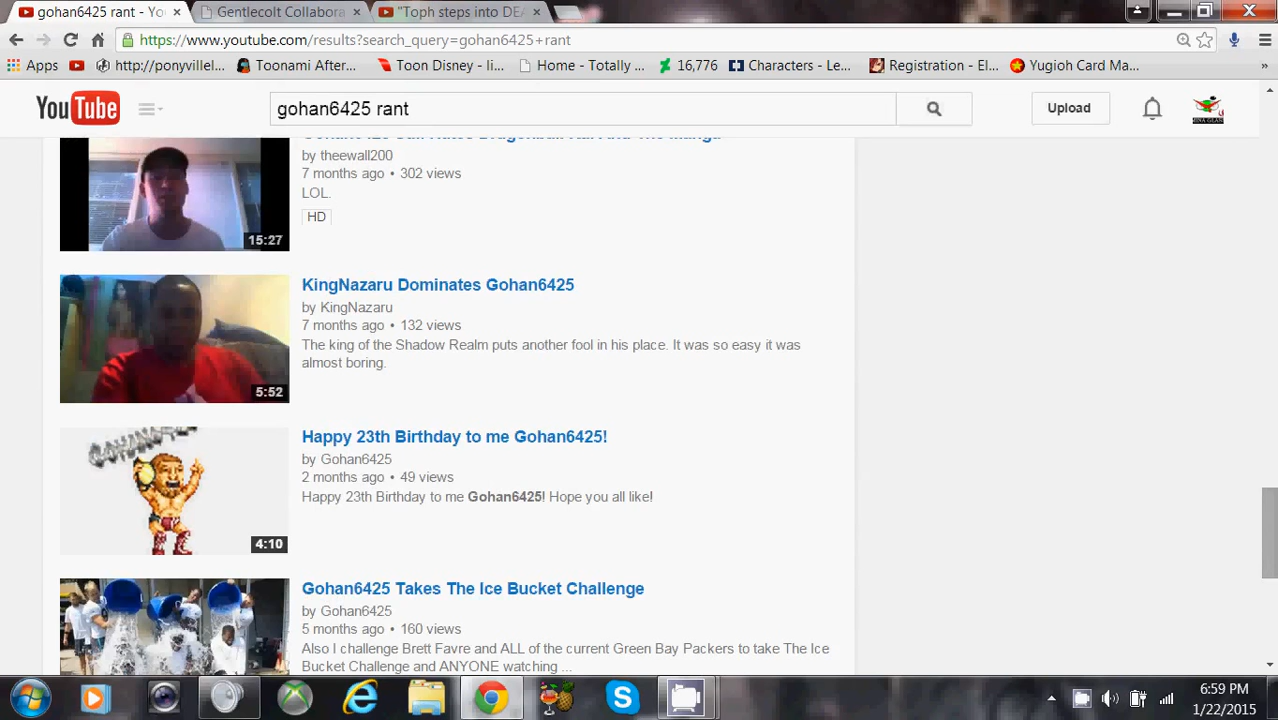 gohan6425 rant - Yo
Gentlecolt Collabora
"Toph steps into DEA
https://www.youtube.com/results?search_query=gohan6425+rant
Apps
http://ponyvillel...
Toonami After...
Toon Disney - li...
Home - Totally ...
16,776
Characters - Le...
Registration - El...
Yugioh Card Ma...
»
YouTube
gohan6425 rant
Upload
by theewall200
7 months ago • 302 views
LOL.
HD
15:27
KingNazaru Dominates Gohan6425
by KingNazaru
7 months ago • 132 views
The king of the Shadow Realm puts another fool in his place. It was so easy it was
almost boring.
5:52
Happy 23th Birthday to me Gohan6425!
by Gohan6425
2 months ago • 49 views
Happy 23th Birthday to me Gohan6425! Hope you all like!
4:10
Gohan6425 Takes The Ice Bucket Challenge
by Gohan6425
5 months ago • 160 views
Also I challenge Brett Favre and ALL of the current Green Bay Packers to take The Ice
Bucket Challenge and ANYONE watching ...
6:59 PM
1/22/2015